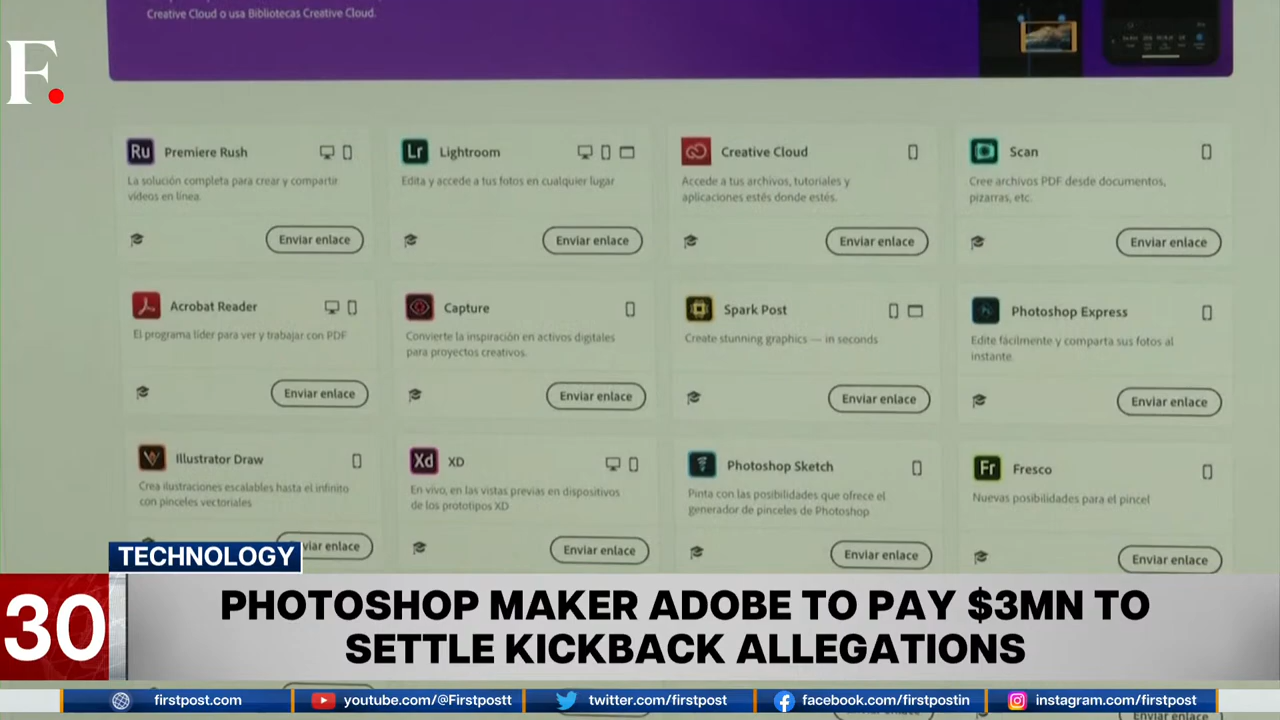 Creative Cloud o usa Bibliotecas Creative Cloud.
F.
Ru Premiere Rush
La solución completa para crear y compartir
vídeos en línea.
Enviar enlace
Lr Lightroom
Edita y accede a tus fotos en cualquier lugar
Enviar enlace
Creative Cloud
Accede a tus archivos, tutoriales y
aplicaciones estés donde estés.
Enviar enlace
Scan
Cree archivos PDF desde documentos,
pizarras, etc.
Enviar enlace
Acrobat Reader
El programa líder para ver y trabajar con PDF
Enviar enlace
Capture
Convierte la inspiración en activos digitales
para proyectos creativos.
Enviar enlace
Spark Post
Create stunning graphics — in seconds
Enviar enlace
Photoshop Express
Edite fácilmente y comparta sus fotos al
instante.
Enviar enlace
Illustrator Draw
Crea ilustraciones escalables hasta el infinito
con pinceles vectoriales
viar enlace
Xd XD
En vivo, en las vistas previas en dispositivos
de los prototipos XD
Enviar enlace
Photoshop Sketch
Pinta con las posibilidades que ofrece el
generador de pinceles de Photoshop
Enviar enlace
Fr Fresco
Nuevas posibilidades para el pincel
Enviar enlace
TECHNOLOGY
30
PHOTOSHOP MAKER ADOBE TO PAY $3MN TO
SETTLE KICKBACK ALLEGATIONS
firstpost.com
youtube.com/@Firstpostt
twitter.com/firstpost
facebook.com/firstpostin
instagram.com/firstpost